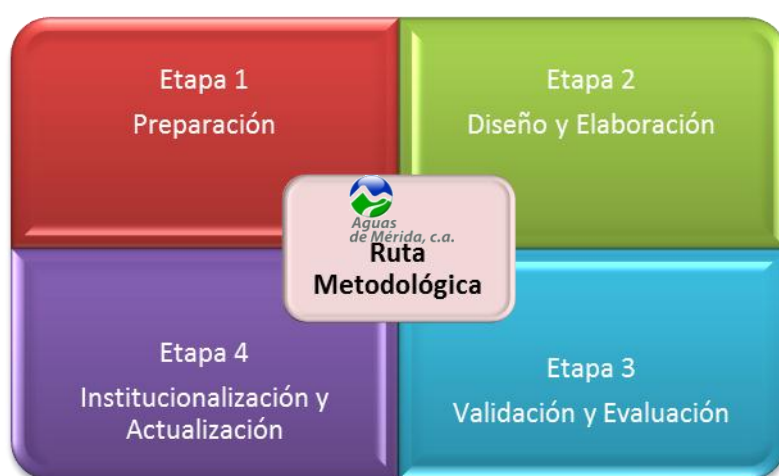 Etapa 1
Preparación
Etapa 2
Diseño y Elaboración
Aguas
de Mérida, c.a.
Ruta
Metodológica
Etapa 4
Institucionalización y
Actualización
Etapa 3
Validación y Evaluación